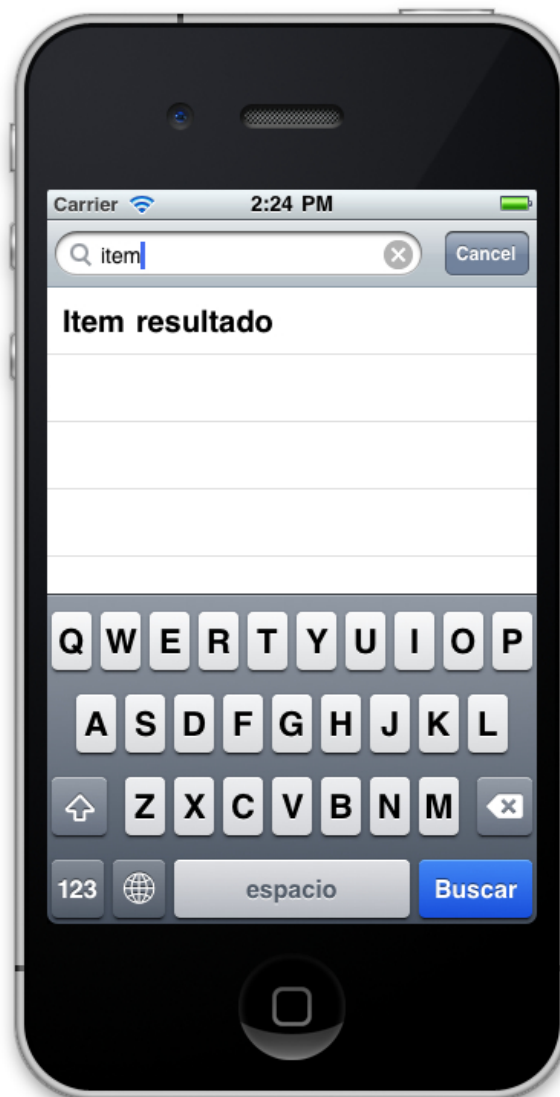 Carrier 2:24 PM
item Cancel
Item resultado
Q W E R T Y U I O P
A S D F G H J K L
Z X C V B N M
123 espacio Buscar